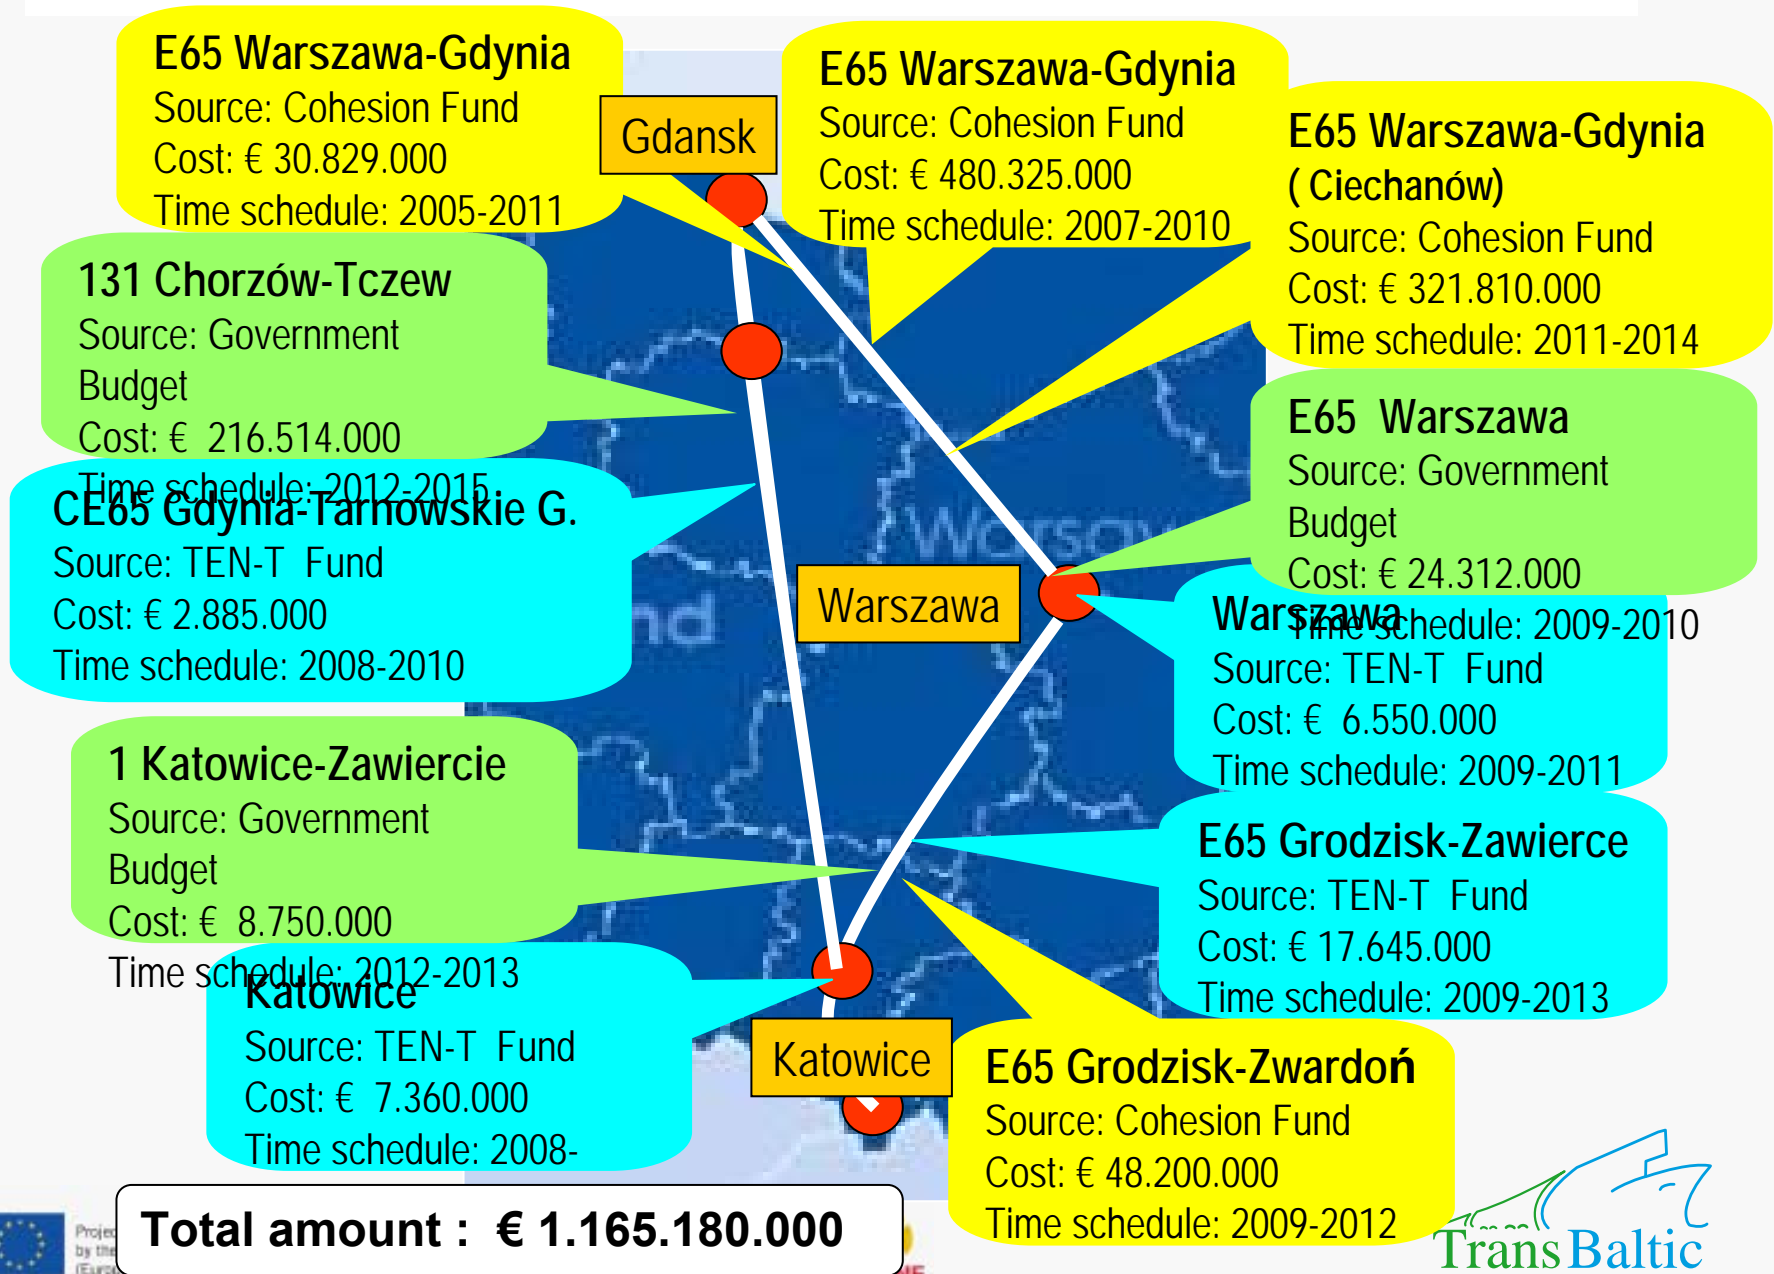 E65 Warszawa-Gdynia
Source: Cohesion Fund
Cost: € 30.829.000
Time schedule: 2005-2011
Gdansk
E65 Warszawa-Gdynia
Source: Cohesion Fund
Cost: € 480.325.000
Time schedule: 2007-2010
E65 Warszawa-Gdynia
( Ciechanów)
Source: Cohesion Fund
Cost: € 321.810.000
Time schedule: 2011-2014
131 Chorzów-Tczew
Source: Government
Budget
Cost: € 216.514.000
Time schedule: 2012-2015
E65 Warszawa
Source: Government
Budget
Cost: € 24.312.000
Time schedule: 2009-2010
CE65 Gdynia-Tarnowskie G.
Source: TEN-T Fund
Cost: € 2.885.000
Time schedule: 2008-2010
Warszawa
Warszawa
Source: TEN-T Fund
Cost: € 6.550.000
Time schedule: 2009-2011
1 Katowice-Zawiercie
Source: Government
Budget
Cost: € 8.750.000
Time schedule: 2012-2013
E65 Grodzisk-Zawierce
Source: TEN-T Fund
Cost: € 17.645.000
Time schedule: 2009-2013
Katowice
Source: TEN-T Fund
Cost: € 7.360.000
Time schedule: 2008-
Katowice
E65 Grodzisk-Zwardoń
Source: Cohesion Fund
Cost: € 48.200.000
Time schedule: 2009-2012
Total amount : € 1.165.180.000
by the
TransBaltic